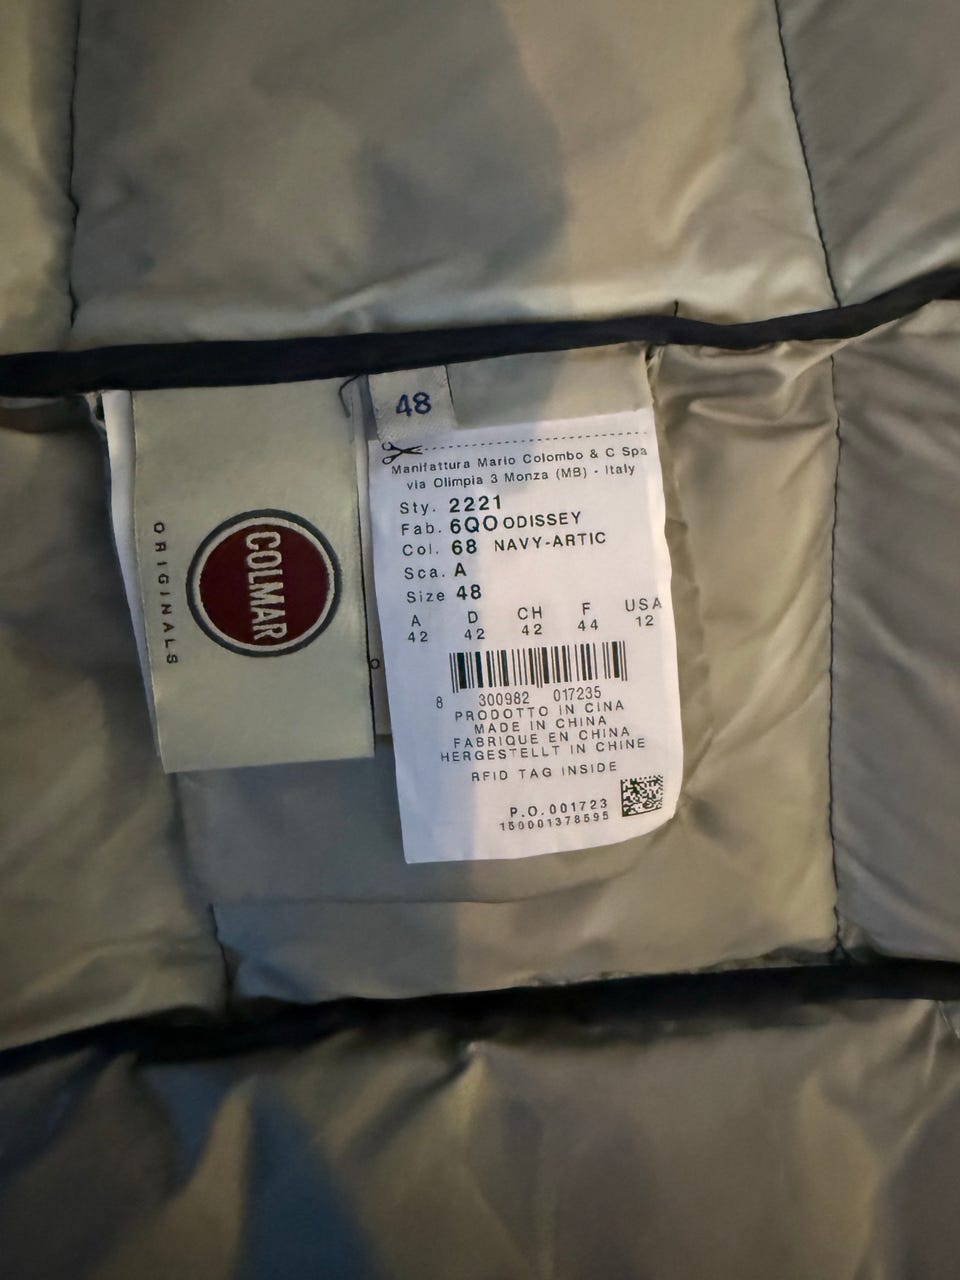 48
Manifattura Mario Colombo & C Spa
via Olimpia 3 Monza (MB) - Italy
Sty. 2221
Fab. 6QO ODISSEY
Col. 68 NAVY-ARTIC
Sca. A
Size 48
A D CH F USA
42 42 42 44 12
8 300982 017235
PRODOTTO IN CINA
MADE IN CHINA
FABRIQUE EN CHINA
HERGESTELLT IN CHINE
RFID TAG INSIDE
P.O. 001723
150001378595
COLMAR
ORIGINALS